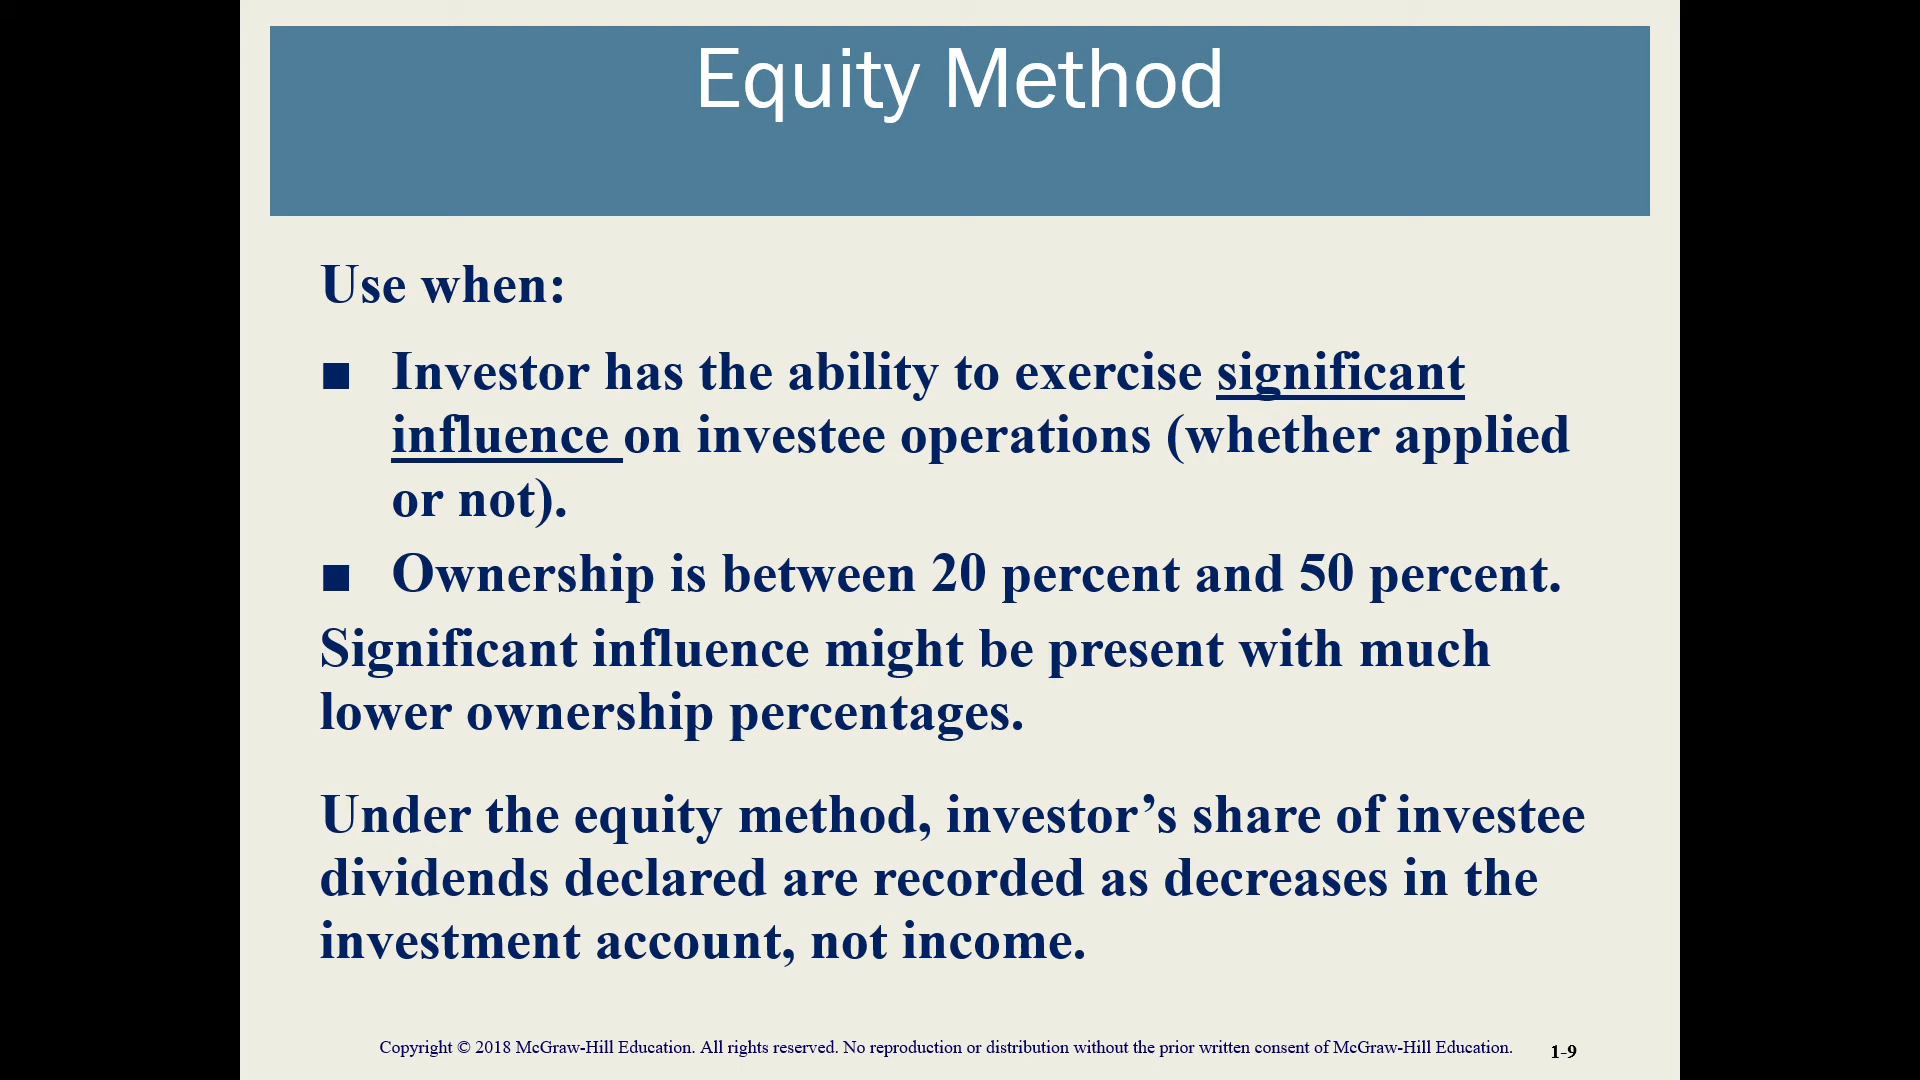 Equity Method
Use when:
■ Investor has the ability to exercise significant
influence on investee operations (whether applied
or not).
■ Ownership is between 20 percent and 50 percent.
Significant influence might be present with much
lower ownership percentages.
Under the equity method, investor’s share of investee
dividends declared are recorded as decreases in the
investment account, not income.
Copyright © 2018 McGraw-Hill Education. All rights reserved. No reproduction or distribution without the prior written consent of McGraw-Hill Education. 1-9